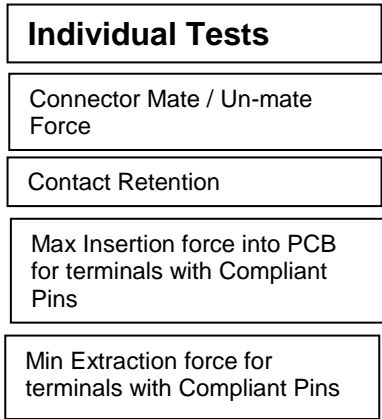 Individual Tests
Connector Mate / Un-mate
Force
Contact Retention
Max Insertion force into PCB
for terminals with Compliant
Pins
Min Extraction force for
terminals with Compliant Pins